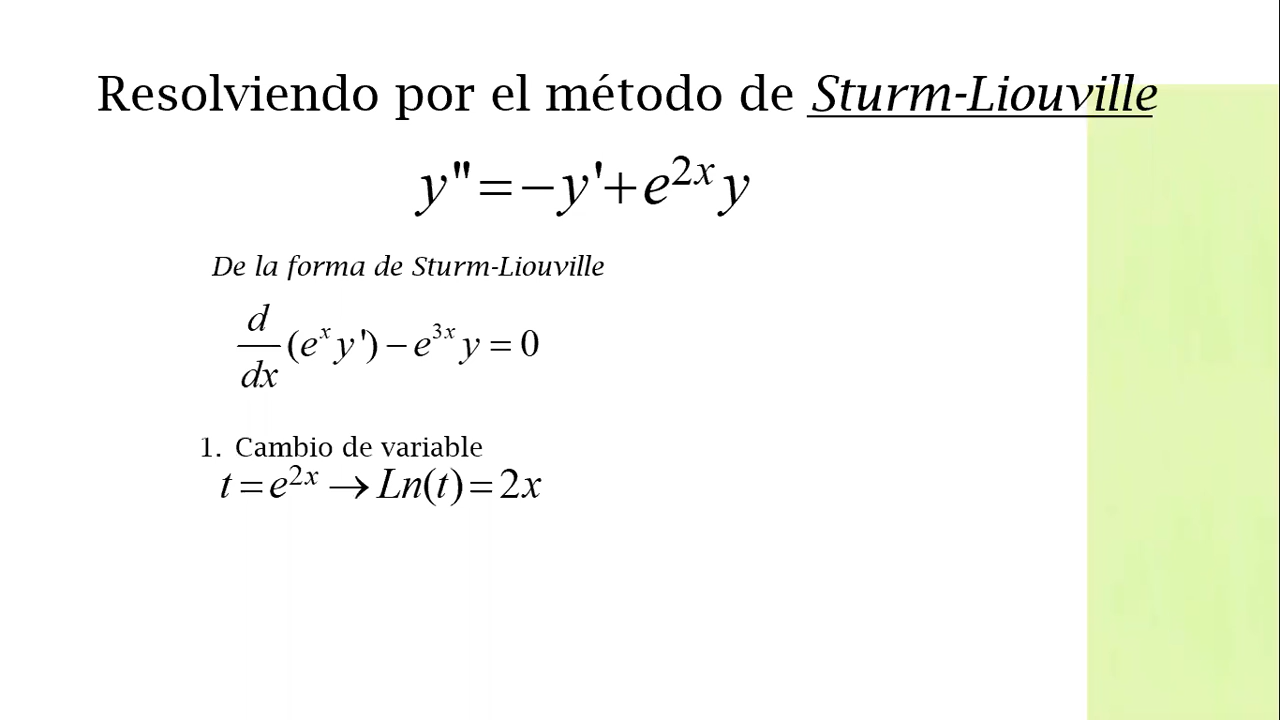 Resolviendo por el método de Sturm-Liouville
y''=-y'+e^{2x} y
De la forma de Sturm-Liouville
\frac{d}{dx}(e^x y')-e^{3x} y=0
1. Cambio de variable
t=e^{2x}→Ln(t)=2x